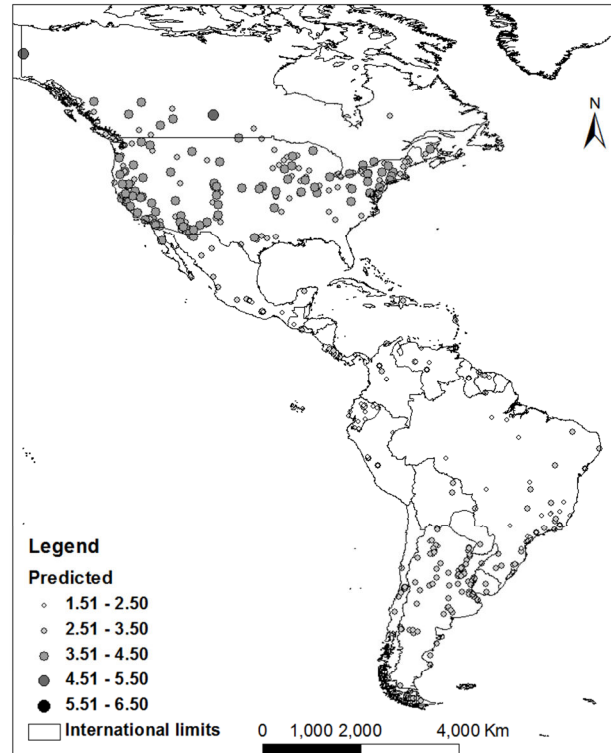 N
Legend
Predicted
1.51 - 2.50
2.51 - 3.50
3.51 - 4.50
4.51 - 5.50
5.51 - 6.50
International limits
0 1,000 2,000 4,000 Km